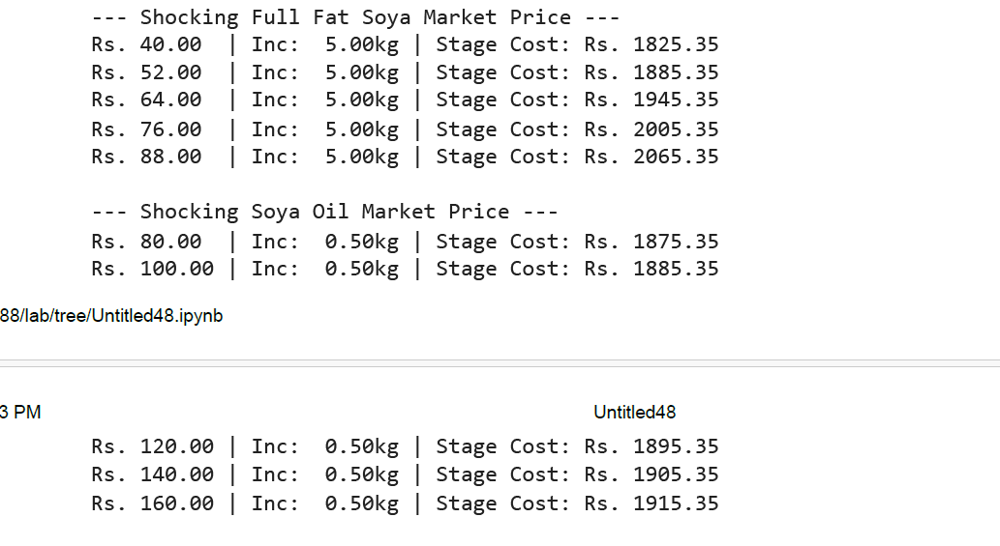 --- Shocking Full Fat Soya Market Price ---
Rs. 40.00  | Inc:  5.00kg | Stage Cost: Rs. 1825.35
Rs. 52.00  | Inc:  5.00kg | Stage Cost: Rs. 1885.35
Rs. 64.00  | Inc:  5.00kg | Stage Cost: Rs. 1945.35
Rs. 76.00  | Inc:  5.00kg | Stage Cost: Rs. 2005.35
Rs. 88.00  | Inc:  5.00kg | Stage Cost: Rs. 2065.35
--- Shocking Soya Oil Market Price ---
Rs. 80.00  | Inc:  0.50kg | Stage Cost: Rs. 1875.35
Rs. 100.00 | Inc:  0.50kg | Stage Cost: Rs. 1885.35
88/lab/tree/Untitled48.ipynb
3 PM Untitled48
Rs. 120.00 | Inc:  0.50kg | Stage Cost: Rs. 1895.35
Rs. 140.00 | Inc:  0.50kg | Stage Cost: Rs. 1905.35
Rs. 160.00 | Inc:  0.50kg | Stage Cost: Rs. 1915.35